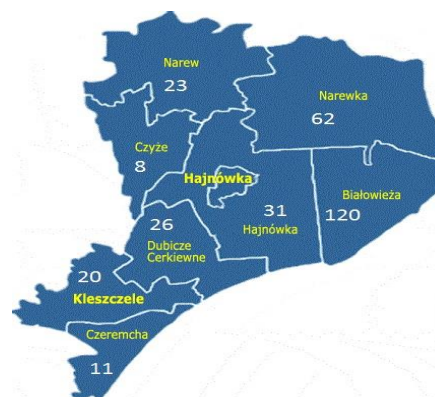 Narew
23
Narewka
62
Czyże
8
Hajnówka
31
Hajnówka
Białowieża
120
26
Dubicze
Cerkiewne
20
Kleszczele
Czeremcha
11